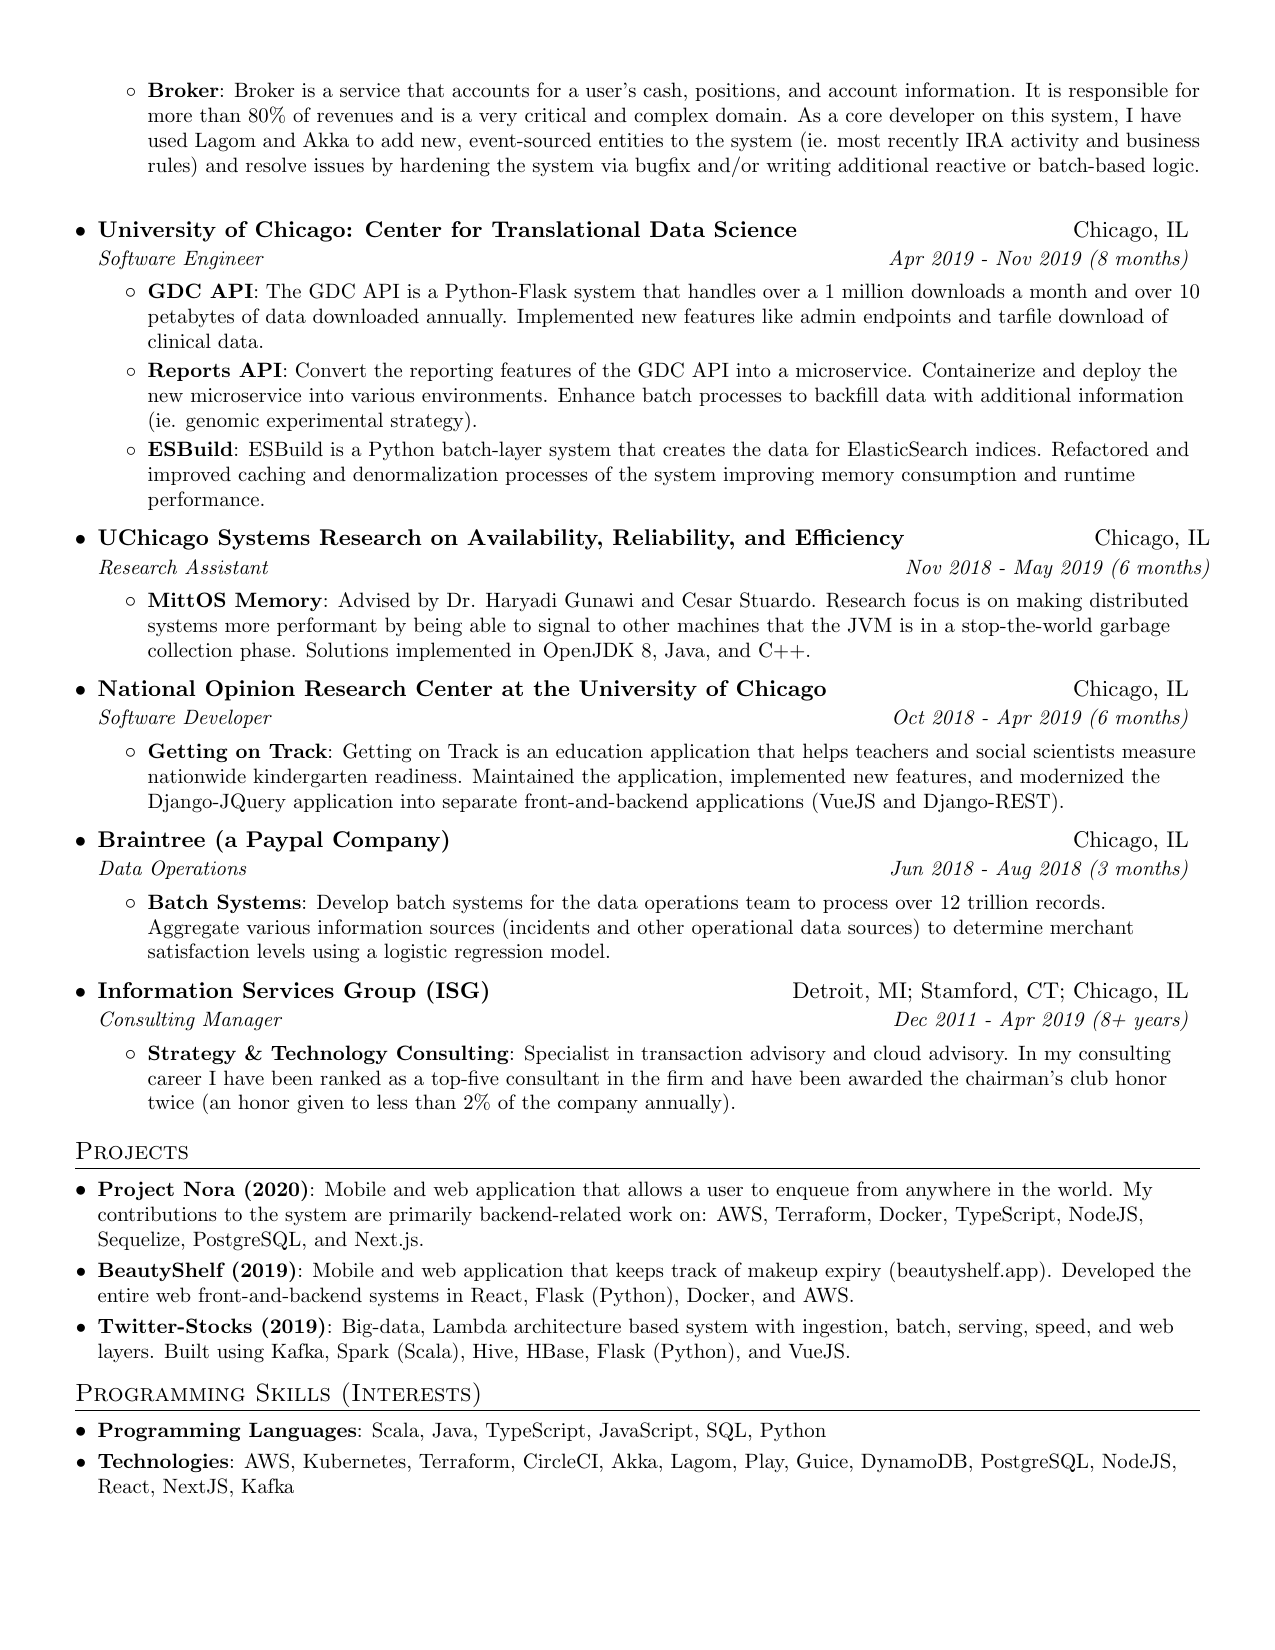 ◦ Broker: Broker is a service that accounts for a user's cash, positions, and account information. It is responsible for
more than 80% of revenues and is a very critical and complex domain. As a core developer on this system, I have
used Lagom and Akka to add new, event-sourced entities to the system (ie. most recently IRA activity and business
rules) and resolve issues by hardening the system via bugfix and/or writing additional reactive or batch-based logic.
• University of Chicago: Center for Translational Data Science Chicago, IL
Software Engineer Apr 2019 - Nov 2019 (8 months)
◦ GDC API: The GDC API is a Python-Flask system that handles over a 1 million downloads a month and over 10
petabytes of data downloaded annually. Implemented new features like admin endpoints and tarfile download of
clinical data.
◦ Reports API: Convert the reporting features of the GDC API into a microservice. Containerize and deploy the
new microservice into various environments. Enhance batch processes to backfill data with additional information
(ie. genomic experimental strategy).
◦ ESBuild: ESBuild is a Python batch-layer system that creates the data for ElasticSearch indices. Refactored and
improved caching and denormalization processes of the system improving memory consumption and runtime
performance.
• UChicago Systems Research on Availability, Reliability, and Efficiency Chicago, IL
Research Assistant Nov 2018 - May 2019 (6 months)
◦ MittOS Memory: Advised by Dr. Haryadi Gunawi and Cesar Stuardo. Research focus is on making distributed
systems more performant by being able to signal to other machines that the JVM is in a stop-the-world garbage
collection phase. Solutions implemented in OpenJDK 8, Java, and C++.
• National Opinion Research Center at the University of Chicago Chicago, IL
Software Developer Oct 2018 - Apr 2019 (6 months)
◦ Getting on Track: Getting on Track is an education application that helps teachers and social scientists measure
nationwide kindergarten readiness. Maintained the application, implemented new features, and modernized the
Django-JQuery application into separate front-and-backend applications (VueJS and Django-REST).
• Braintree (a Paypal Company) Chicago, IL
Data Operations Jun 2018 - Aug 2018 (3 months)
◦ Batch Systems: Develop batch systems for the data operations team to process over 12 trillion records.
Aggregate various information sources (incidents and other operational data sources) to determine merchant
satisfaction levels using a logistic regression model.
• Information Services Group (ISG) Detroit, MI; Stamford, CT; Chicago, IL
Consulting Manager Dec 2011 - Apr 2019 (8+ years)
◦ Strategy & Technology Consulting: Specialist in transaction advisory and cloud advisory. In my consulting
career I have been ranked as a top-five consultant in the firm and have been awarded the chairman's club honor
twice (an honor given to less than 2% of the company annually).
Projects
• Project Nora (2020): Mobile and web application that allows a user to enqueue from anywhere in the world. My
contributions to the system are primarily backend-related work on: AWS, Terraform, Docker, TypeScript, NodeJS,
Sequelize, PostgreSQL, and Next.js.
• BeautyShelf (2019): Mobile and web application that keeps track of makeup expiry (beautyshelf.app). Developed the
entire web front-and-backend systems in React, Flask (Python), Docker, and AWS.
• Twitter-Stocks (2019): Big-data, Lambda architecture based system with ingestion, batch, serving, speed, and web
layers. Built using Kafka, Spark (Scala), Hive, HBase, Flask (Python), and VueJS.
Programming Skills (Interests)
• Programming Languages: Scala, Java, TypeScript, JavaScript, SQL, Python
• Technologies: AWS, Kubernetes, Terraform, CircleCI, Akka, Lagom, Play, Guice, DynamoDB, PostgreSQL, NodeJS,
React, NextJS, Kafka